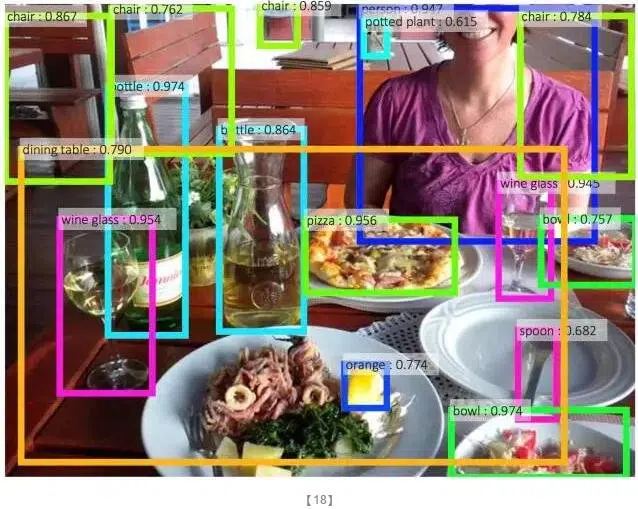 chair : 0.867
chair : 0.762
chair : 0.859
person : 0.947
potted plant : 0.615
chair : 0.784
bottle : 0.974
bottle : 0.864
dining table : 0.790
wine glass : 0.945
wine glass : 0.954
pizza : 0.956
bowl : 0.757
spoon : 0.682
orange : 0.774
bowl : 0.974
【18】